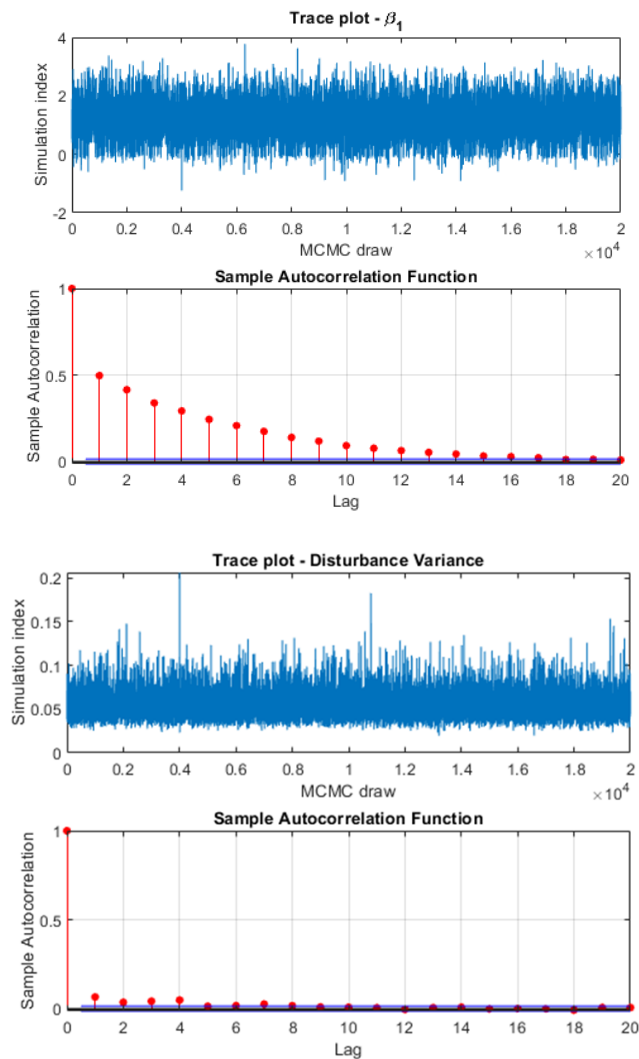 Trace plot - β1
Simulation index
4
2
0
-2
0 0.2 0.4 0.6 0.8 1 1.2 1.4 1.6 1.8 2
MCMC draw
×10^4
Sample Autocorrelation Function
Sample Autocorrelation
1
0.5
0
0 2 4 6 8 10 12 14 16 18 20
Lag
Trace plot - Disturbance Variance
Simulation index
0.2
0.15
0.1
0.05
0
0 0.2 0.4 0.6 0.8 1 1.2 1.4 1.6 1.8 2
MCMC draw
×10^4
Sample Autocorrelation Function
Sample Autocorrelation
1
0.5
0
0 2 4 6 8 10 12 14 16 18 20
Lag